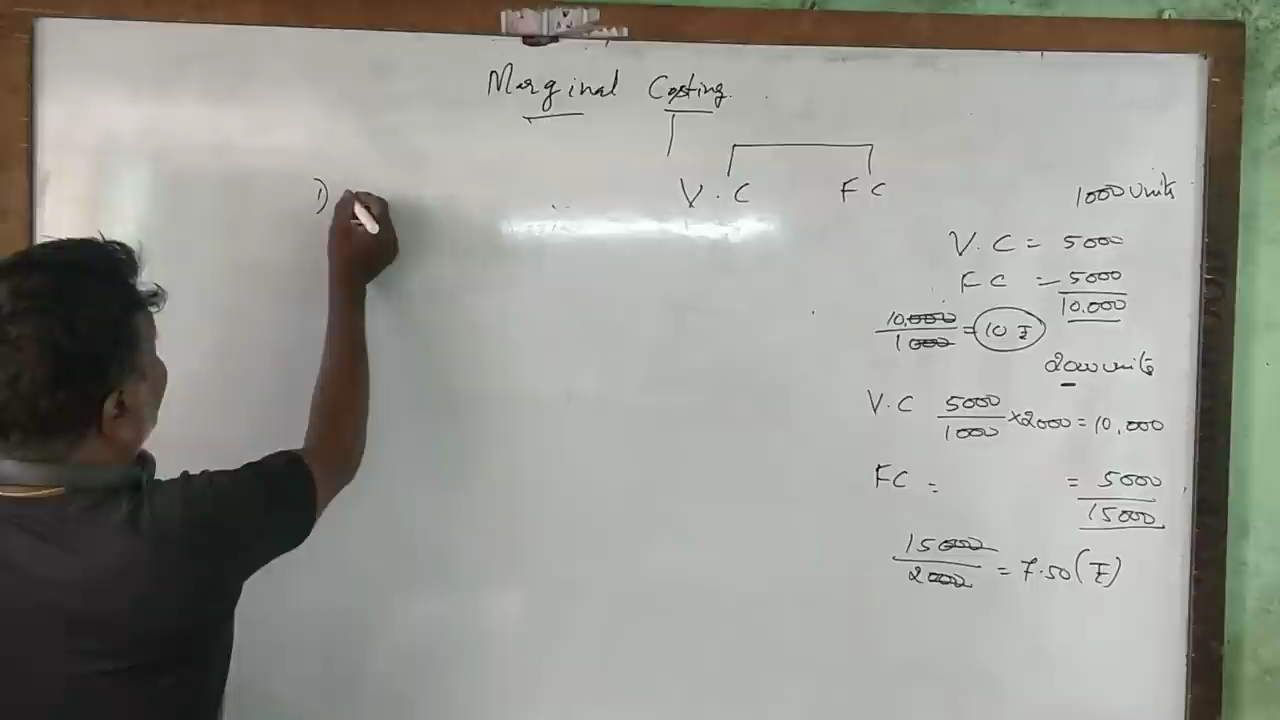 Marginal Costing.
V.C FC
1)
1000 units
V.C = 5000
FC = 5000
10,000
10,000 / 1000 = 10 ₹
2000 units
V.C 5000 / 1000 × 2000 = 10,000
FC = = 5000
15000
15000 / 2000 = 7.50 (₹)